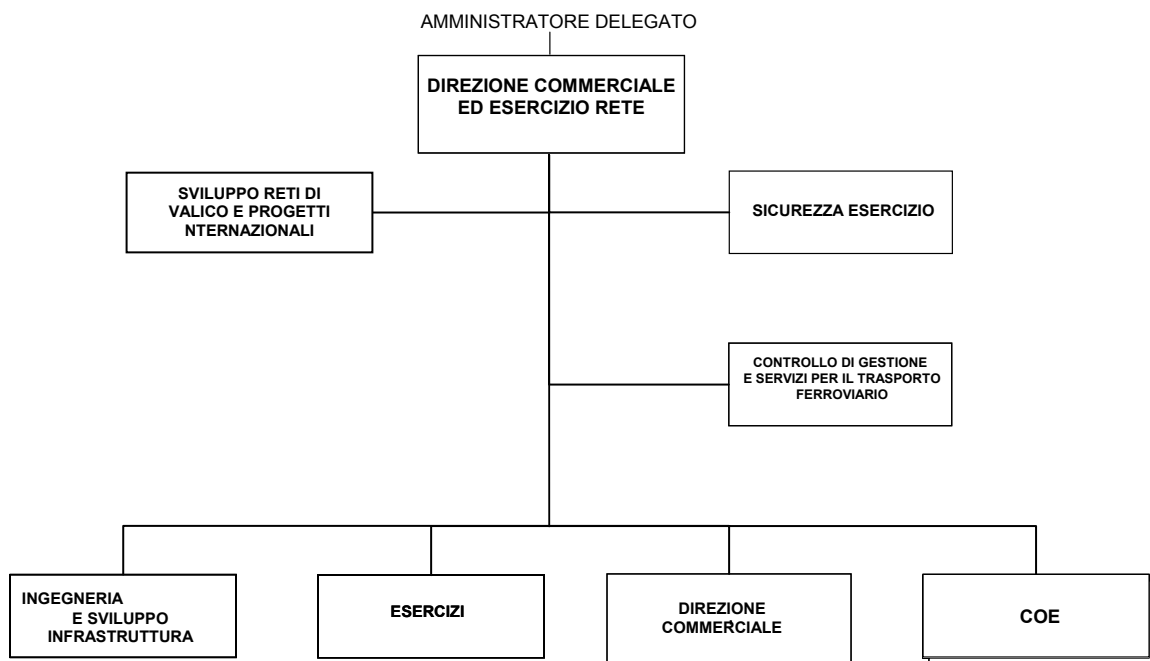 AMMINISTRATORE DELEGATO
DIREZIONE COMMERCIALE
ED ESERCIZIO RETE
SVILUPPO RETI DI
VALICO E PROGETTI
NTERNAZIONALI
SICUREZZA ESERCIZIO
CONTROLLO DI GESTIONE
E SERVIZI PER IL TRASPORTO
FERROVIARIO
INGEGNERIA
E SVILUPPO
INFRASTRUTTURA
ESERCIZI
DIREZIONE
COMMERCIALE
COE